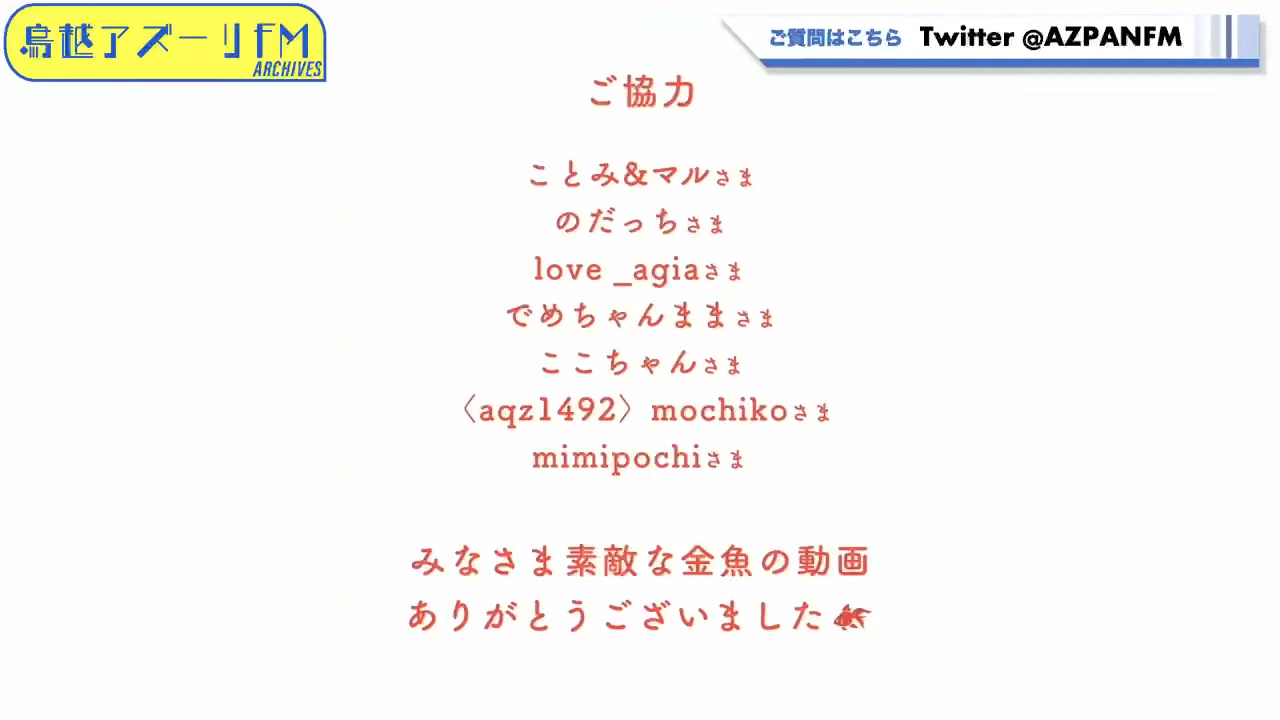 鳥越アズーリFM
ARCHIVES
ご質問はこちら Twitter @AZPANFM
ご協力
ことみ&マルさま
のだっちさま
love _agiaさま
でめちゃんままさま
ここちゃんさま
〈aqz1492〉mochikoさま
mimipochiさま
みなさま素敵な金魚の動画
ありがとうございました